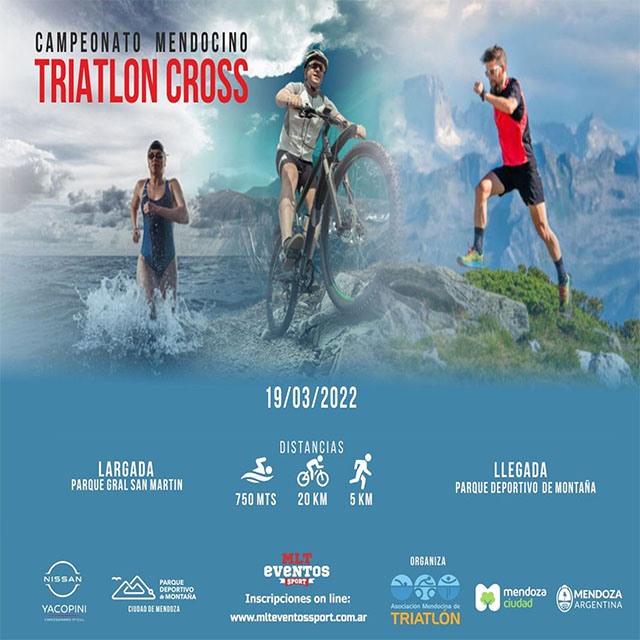 CAMPEONATO MENDOCINO
TRIATLON CROSS
19/03/2022
DISTANCIAS
750 MTS
20 KM
5 KM
LARGADA
PARQUE GRAL SAN MARTIN
LLEGADA
PARQUE DEPORTIVO DE MONTAÑA
NISSAN
YACOPINI
CONCESIONARIO OFICIAL
PARQUE
DEPORTIVO
de MONTAÑA
CIUDAD DE MENDOZA
MLT
eventos
SPORT
Inscripciones on line:
www.mlteventossport.com.ar
ORGANIZA
Asociación Mendocina de
TRIATLÓN
mendoza
ciudad
MENDOZA
ARGENTINA